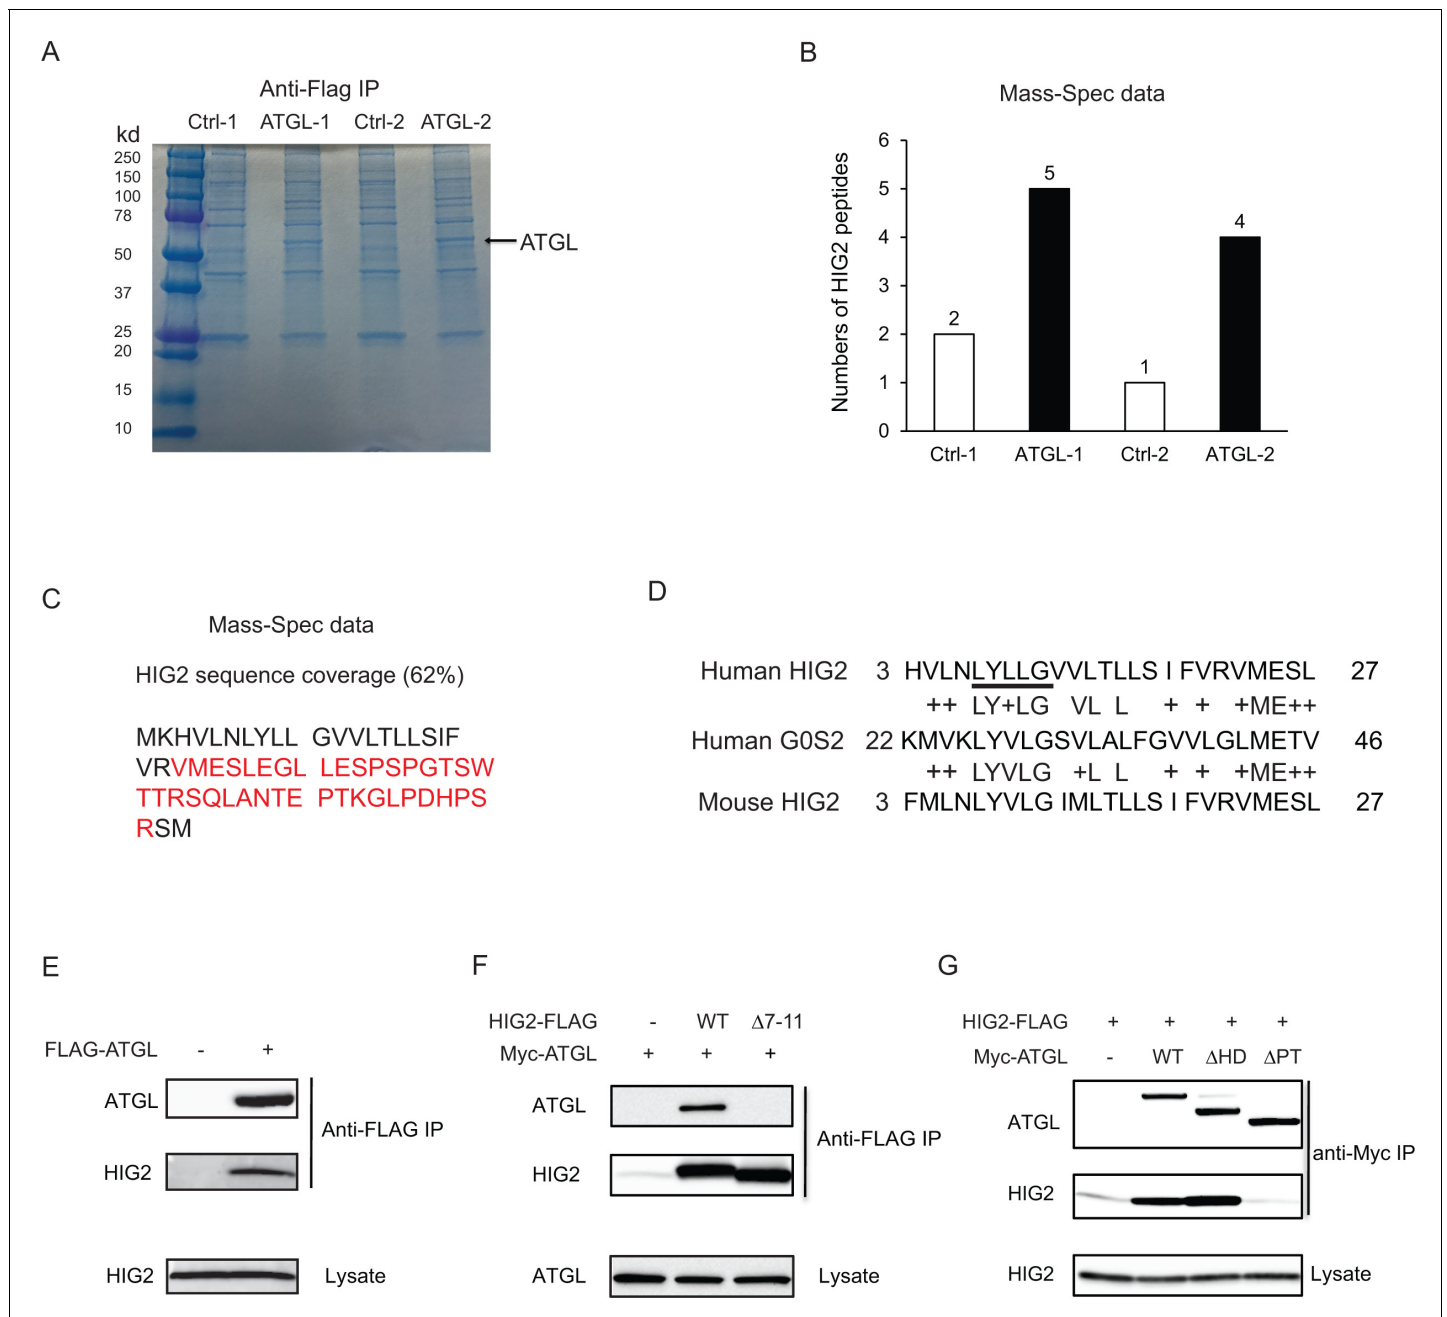 A
Anti-Flag IP
kd
Ctrl-1 ATGL-1 Ctrl-2 ATGL-2
250
150
100
78
50
37
25
20
15
10
ATGL
B
Mass-Spec data
Numbers of HIG2 peptides
6
5
4
3
2
1
0
2
5
1
4
Ctrl-1 ATGL-1 Ctrl-2 ATGL-2
C
Mass-Spec data
HIG2 sequence coverage (62%)
MKHVLNLYLL GVVLTLLSIF
VRVMESLEGL LESPSPGTSW
TTRSQLANTE PTKGLPDHPS
RSM
D
Human HIG2 3 HVLNLYLLGVVLTLLSIFVRVMESL 27
++ LY+LG VL L + + +ME++
Human G0S2 22 KMVKLYVLGSVLALFGVVLGLMETV 46
++ LYVLG +L L + + +ME++
Mouse HIG2 3 FMLNLYVLGIMLTLLSIFVRVMESL 27
E
FLAG-ATGL - +
ATGL
HIG2
Anti-FLAG IP
HIG2 Lysate
F
HIG2-FLAG - WT Δ7-11
Myc-ATGL + + +
ATGL
HIG2
Anti-FLAG IP
ATGL Lysate
G
HIG2-FLAG + + + +
Myc-ATGL - WT ΔHD ΔPT
ATGL
HIG2
anti-Myc IP
HIG2 Lysate